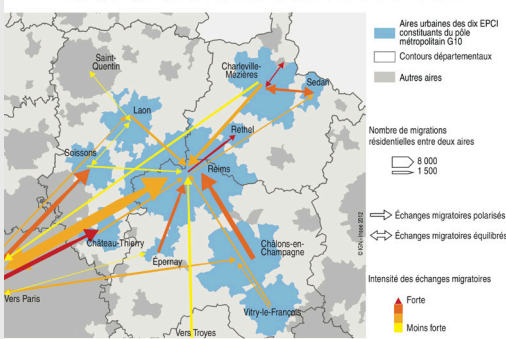 Aires urbaines des dix EPCI
constituants du pôle
métropolitain G10
Contours départementaux
Autres aires
Nombre de migrations
résidentielles entre deux aires
8 000
1 500
Échanges migratoires polarisés
Échanges migratoires équilibrés
Intensité des échanges migratoires
Forte
Moins forte
Saint-
Quentin
Charleville-
Mézières
Sedan
Laon
Rethel
Soissons
Reims
Château-Thierry
Épernay
Châlons-en-
Champagne
Vers Paris
Vitry-le-François
Vers Troyes
© IGN - Insee 2012